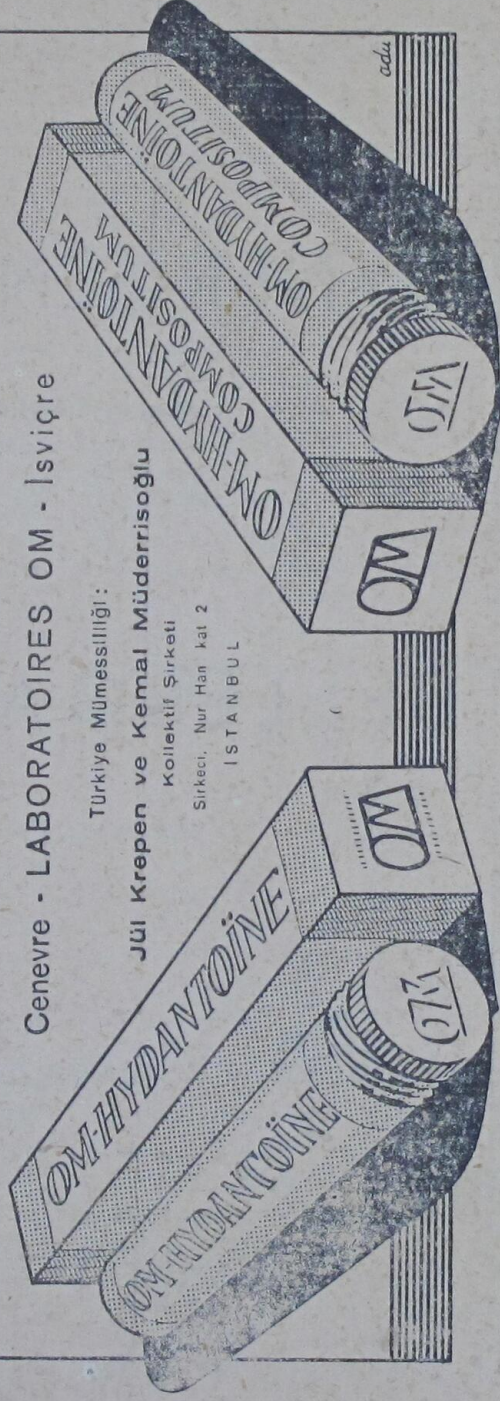 OM-HYDANTOÏNE
OM-HYDANTOÏNE
OM
OM
OM-HYDANTOÏNE
COMPOSITUM
OM-HYDANTOÏNE
COMPOSITUM
OM
OM
Cenevre - LABORATOIRES OM - İsviçre
Türkiye Mümessilliği:
Jül Krepen ve Kemal Müderrisoğlu
Kollektif Şirketi
Sirkeci, Nur Han kat 2
İSTANBUL
adu